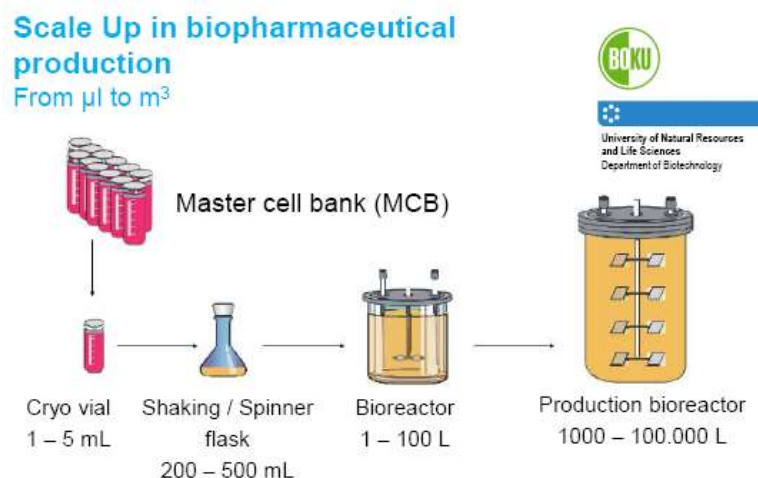 Scale Up in biopharmaceutical
production
From µl to m³
BOKU
University of Natural Resources
and Life Sciences
Department of Biotechnology
Master cell bank (MCB)
Cryo vial
1 – 5 mL
Shaking / Spinner
flask
200 – 500 mL
Bioreactor
1 – 100 L
Production bioreactor
1000 – 100.000 L